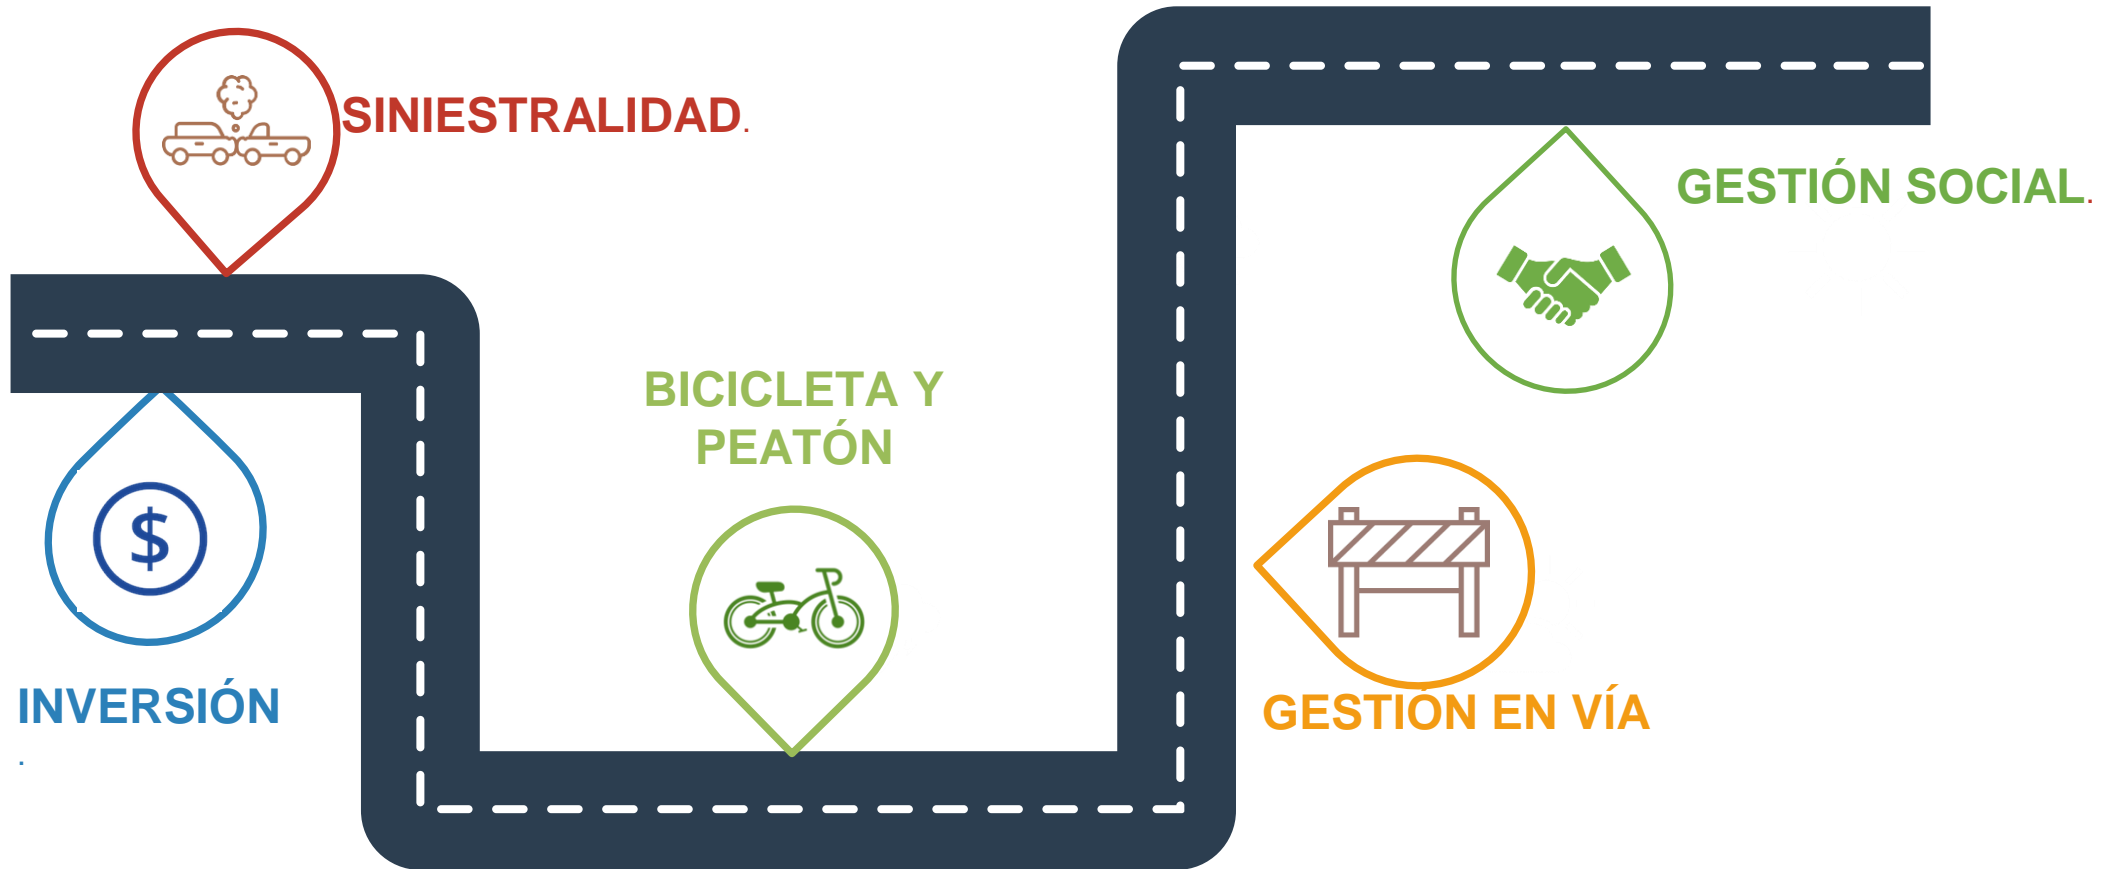 SINIESTRALIDAD.
GESTIÓN SOCIAL.
BICICLETA Y
PEATÓN
$
INVERSIÓN
.
GESTIÓN EN VÍA